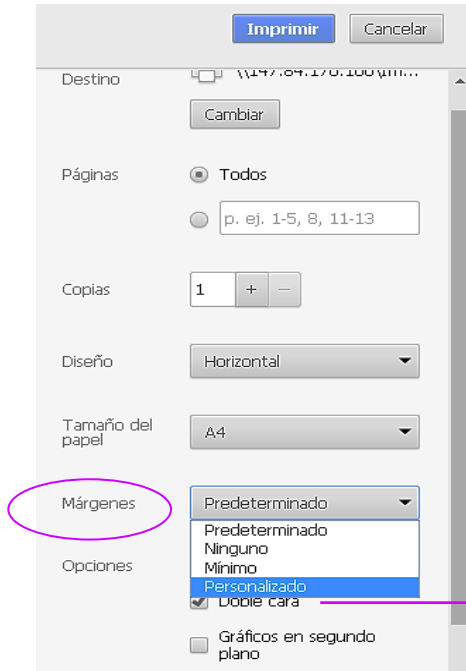 Imprimir Cancelar
Destino
Cambiar
Páginas Todos
p. ej. 1-5, 8, 11-13
Copias 1 + −
Diseño Horizontal
Tamaño del
papel A4
Márgenes Predeterminado
Predeterminado
Ninguno
Mínimo
Opciones
Personalizado
Doble cara
Gráficos en segundo
plano